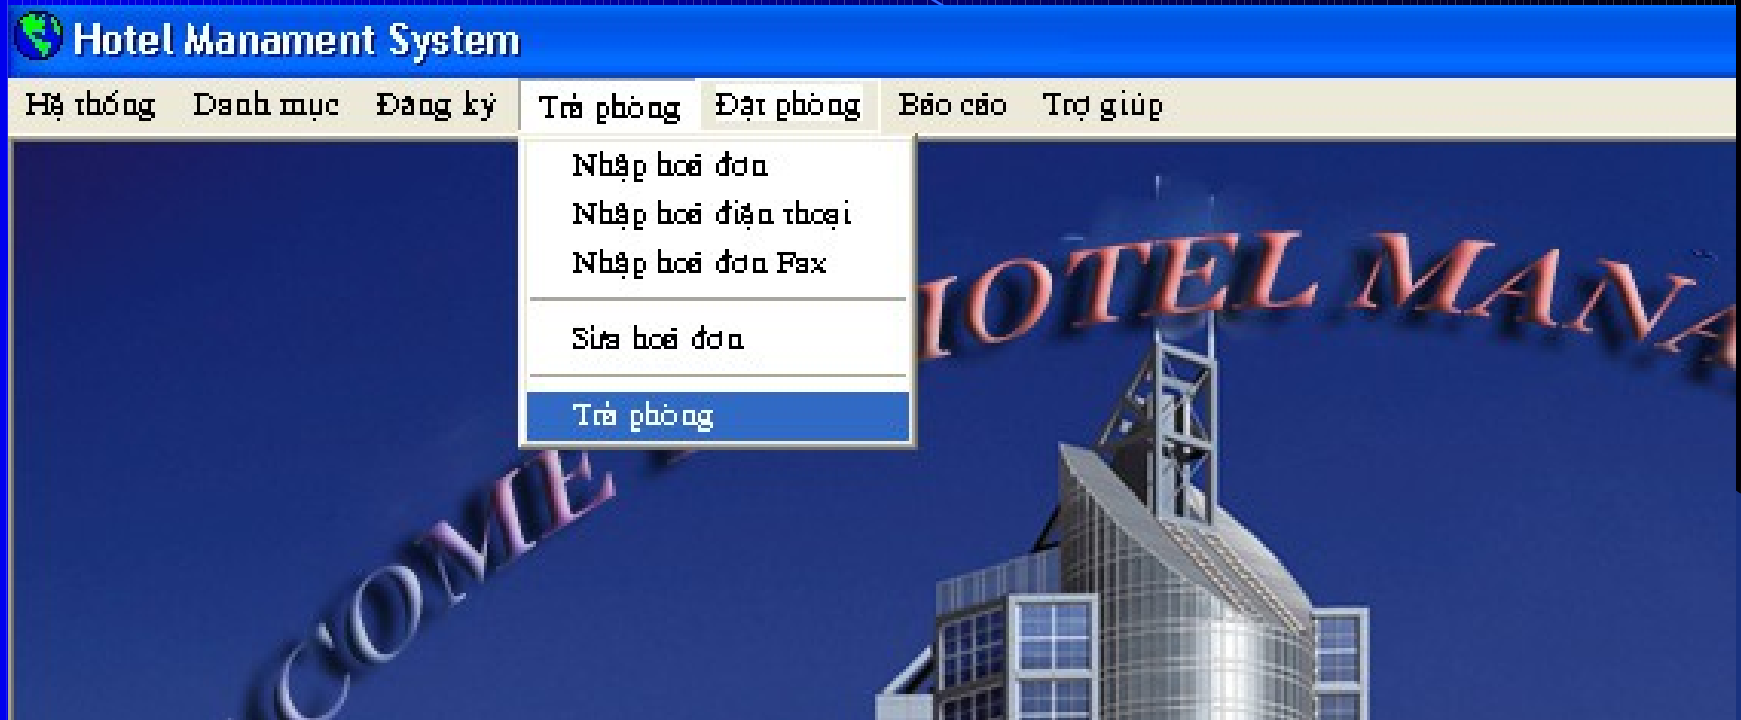 Hotel Manament System
Hệ thống Danh mục Đăng ký Trả phòng Đặt phòng Báo cáo Trợ giúp
Nhập hoá đơn
Nhập hoá điện thoại
Nhập hoá đơn Fax
Sửa hoá đơn
Trả phòng
HOTEL MANA
COME